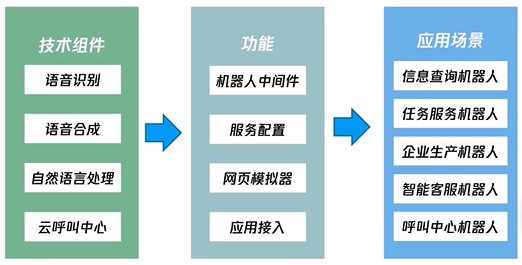 技术组件
语音识别
语音合成
自然语言处理
云呼叫中心
功能
机器人中间件
服务配置
网页模拟器
应用接入
应用场景
信息查询机器人
任务服务机器人
企业生产机器人
智能客服机器人
呼叫中心机器人